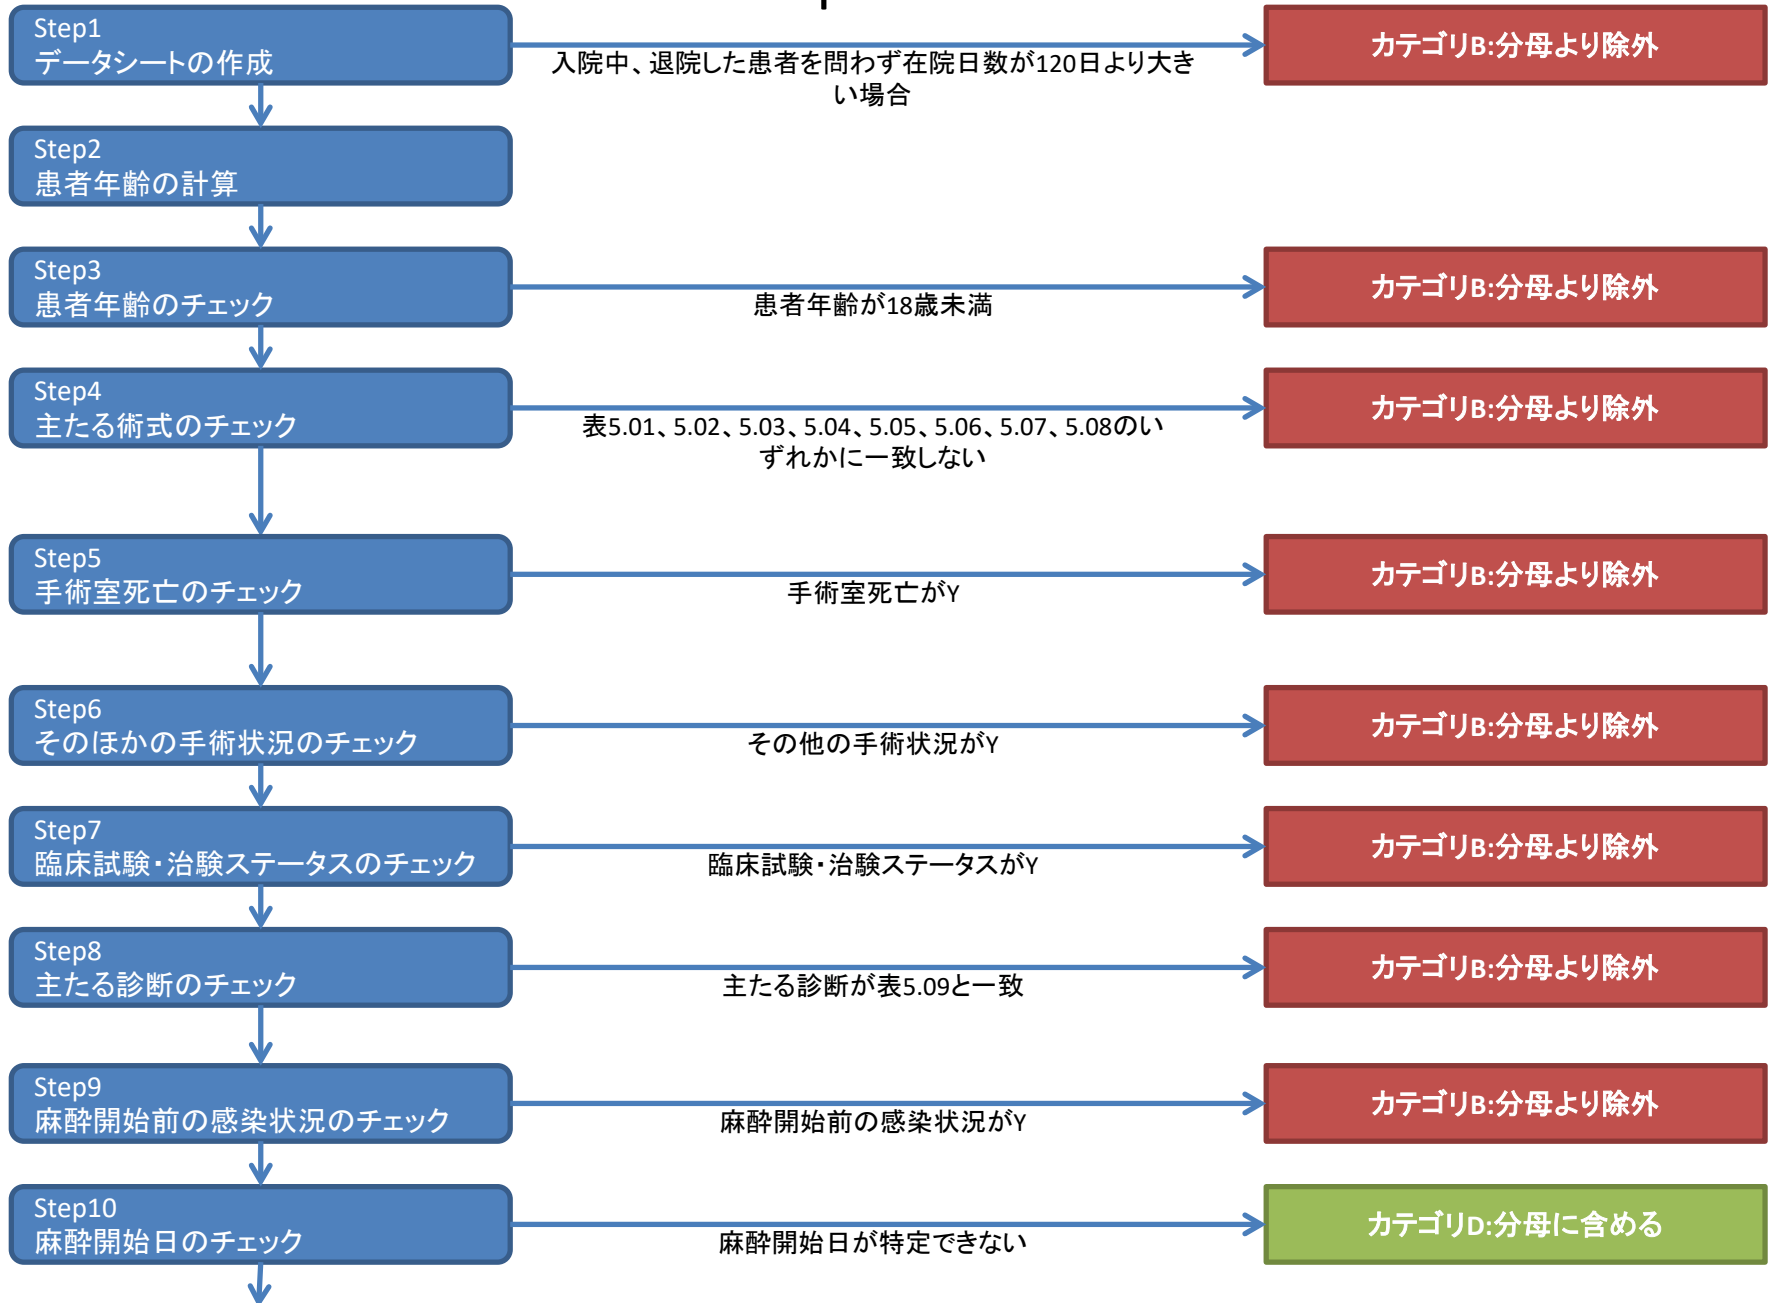 Step1
データシートの作成
入院中、退院した患者を問わず在院日数が120日より大き
い場合
カテゴリB:分母より除外
Step2
患者年齢の計算
Step3
患者年齢のチェック
患者年齢が18歳未満
カテゴリB:分母より除外
Step4
主たる術式のチェック
表5.01、5.02、5.03、5.04、5.05、5.06、5.07、5.08のい
ずれかに一致しない
カテゴリB:分母より除外
Step5
手術室死亡のチェック
手術室死亡がY
カテゴリB:分母より除外
Step6
そのほかの手術状況のチェック
その他の手術状況がY
カテゴリB:分母より除外
Step7
臨床試験・治験ステータスのチェック
臨床試験・治験ステータスがY
カテゴリB:分母より除外
Step8
主たる診断のチェック
主たる診断が表5.09と一致
カテゴリB:分母より除外
Step9
麻酔開始前の感染状況のチェック
麻酔開始前の感染状況がY
カテゴリB:分母より除外
Step10
麻酔開始日のチェック
麻酔開始日が特定できない
カテゴリD:分母に含める